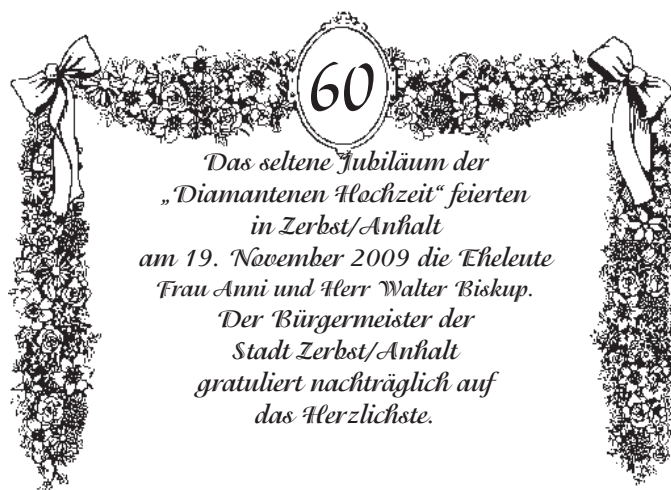 60
Das seltene Jubiläum der
„Diamantenen Hochzeit“ feierten
in Zerbst/Anhalt
am 19. November 2009 die Eheleute
Frau Anni und Herr Walter Biskup.
Der Bürgermeister der
Stadt Zerbst/Anhalt
gratuliert nachträglich auf
das Herzlichste.